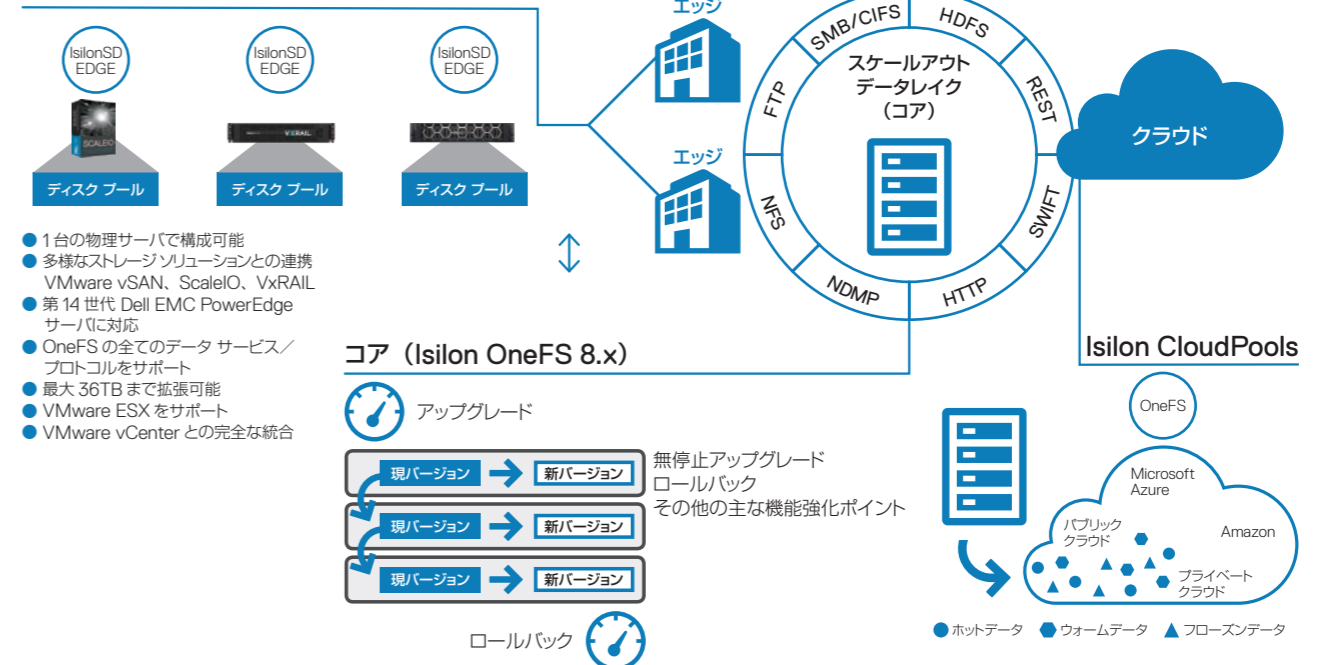 IsilonSD
EDGE
IsilonSD
EDGE
IsilonSD
EDGE
SCALEIO
VXRAIL
ディスク プール
ディスク プール
ディスク プール
● 1台の物理サーバで構成可能
● 多様なストレージソリューションとの連携
VMware vSAN、ScaleIO、VxRAIL
● 第14世代 Dell EMC PowerEdge
サーバに対応
● OneFS の全てのデータ サービス／
プロトコルをサポート
● 最大 36TB まで拡張可能
● VMware ESX をサポート
● VMware vCenter との完全な統合
エッジ
エッジ
SMB/CIFS
HDFS
REST
SWIFT
HTTP
NDMP
NFS
FTP
スケールアウト
データレイク
（コア）
クラウド
コア（Isilon OneFS 8.x）
アップグレード
現バージョン
新バージョン
現バージョン
新バージョン
現バージョン
新バージョン
無停止アップグレード
ロールバック
その他の主な機能強化ポイント
ロールバック
Isilon CloudPools
OneFS
Microsoft
Azure
パブリック
クラウド
Amazon
プライベート
クラウド
●ホットデータ ⬣ウォームデータ ▲フローズンデータ